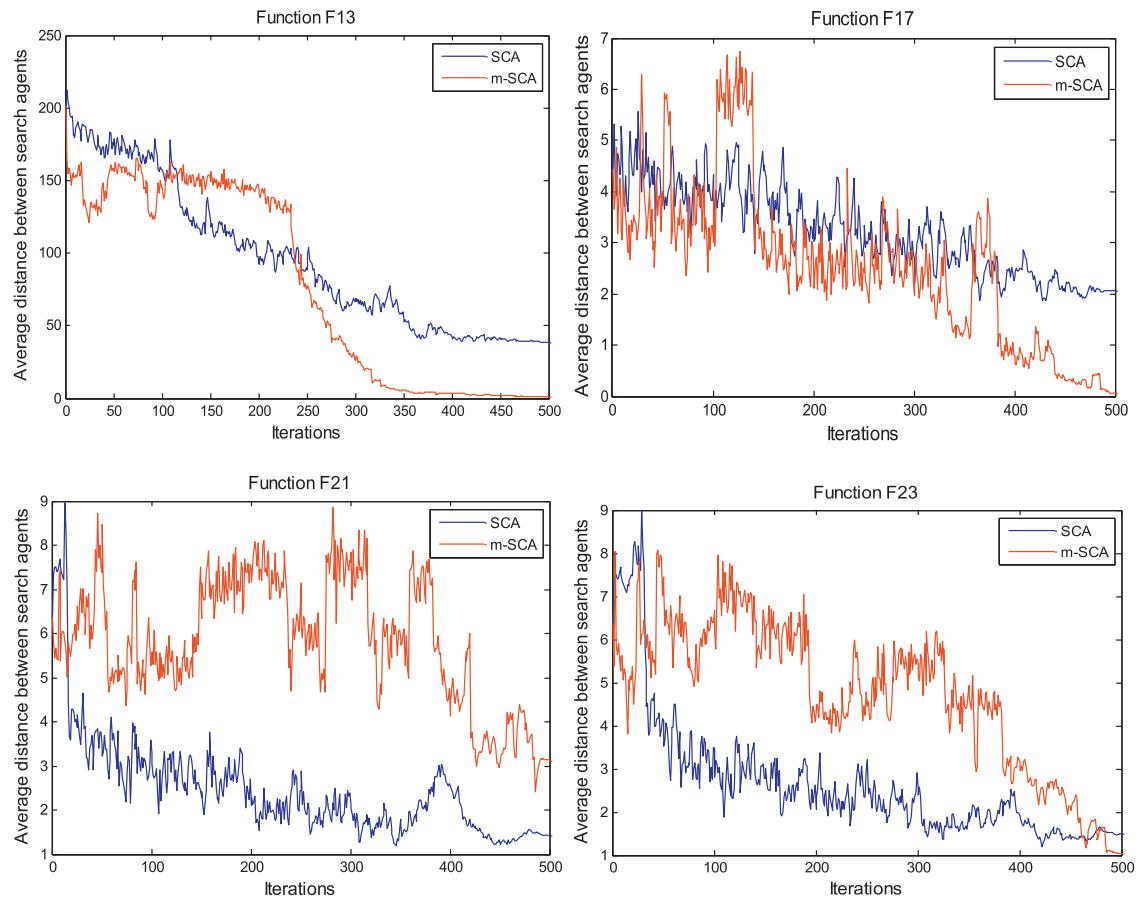 Function F13
250
200
150
100
50
0
0 50 100 150 200 250 300 350 400 450 500
Iterations
Average distance between search agents
SCA
m-SCA
Function F17
7
6
5
4
3
2
1
0
0 100 200 300 400 500
Iterations
Average distance between search agents
SCA
m-SCA
Function F21
9
8
7
6
5
4
3
2
1
0 100 200 300 400 500
Iterations
Average distance between search agents
SCA
m-SCA
Function F23
9
8
7
6
5
4
3
2
1
0 100 200 300 400 500
Iterations
Average distance between search agents
SCA
m-SCA